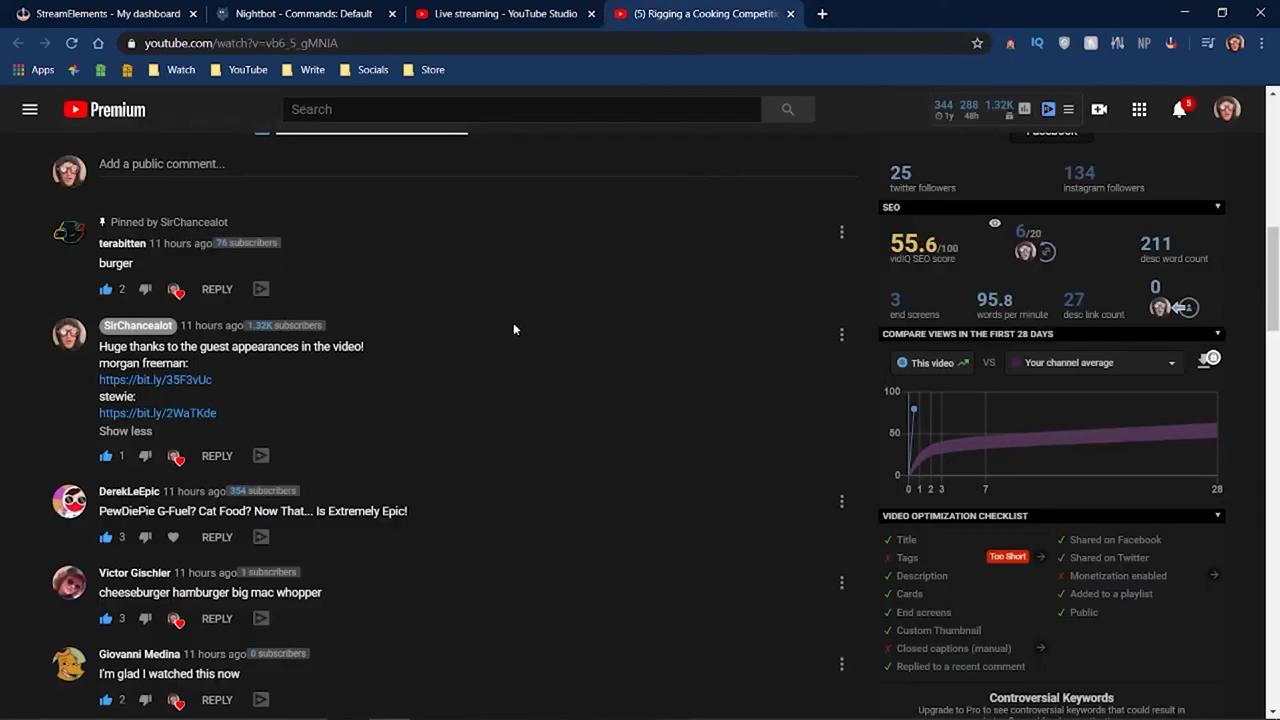 StreamElements - My dashboard
Nightbot - Commands: Default
Live streaming - YouTube Studio
(5) Rigging a Cooking Competiti
youtube.com/watch?v=vb6_5_gMNIA
IQ
NP
Apps
Watch
YouTube
Write
Socials
Store
Premium
Search
344 288 1.32K
1y 48h
5
Facebook
Add a public comment...
25
twitter followers
134
instagram followers
Pinned by SirChancealot
terabitten 11 hours ago 76 subscribers
burger
2 REPLY
SEO
55.6/100
vidIQ SEO score
6/20
211
desc word count
3
end screens
95.8
words per minute
27
desc link count
0
SirChancealot 11 hours ago 1.32K subscribers
Huge thanks to the guest appearances in the video!
morgan freeman:
https://bit.ly/35F3vUc
stewie:
https://bit.ly/2WaTKde
Show less
1 REPLY
COMPARE VIEWS IN THE FIRST 28 DAYS
This video VS Your channel average
100
50
0
0 1 2 3 7 28
DerekLeEpic 11 hours ago 354 subscribers
PewDiePie G-Fuel? Cat Food? Now That... Is Extremely Epic!
3 REPLY
Victor Gischler 11 hours ago 1 subscribers
cheeseburger hamburger big mac whopper
3 REPLY
Giovanni Medina 11 hours ago 0 subscribers
I'm glad I watched this now
2 REPLY
VIDEO OPTIMIZATION CHECKLIST
Title
Tags Too Short
Description
Cards
End screens
Custom Thumbnail
Closed captions (manual)
Replied to a recent comment
Shared on Facebook
Shared on Twitter
Monetization enabled
Added to a playlist
Public
Controversial Keywords
Upgrade to Pro to see controversial keywords that could result in